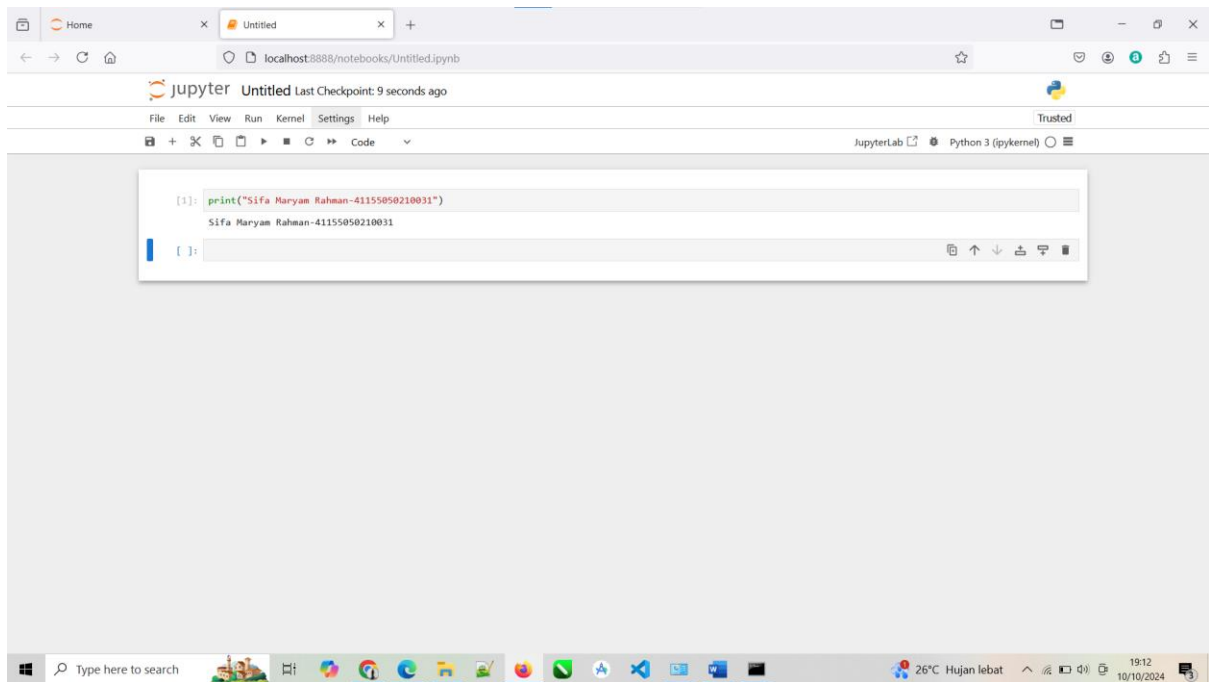 Home
Untitled
localhost:8888/notebooks/Untitled.ipynb
jupyter Untitled Last Checkpoint: 9 seconds ago
File Edit View Run Kernel Settings Help
Trusted
Code
JupyterLab
Python 3 (ipykernel)
[1]: print("Sifa Maryam Rahman-41155050210031")
Sifa Maryam Rahman-41155050210031
[ ]:
Type here to search
26°C Hujan lebat
19:12
10/10/2024
3